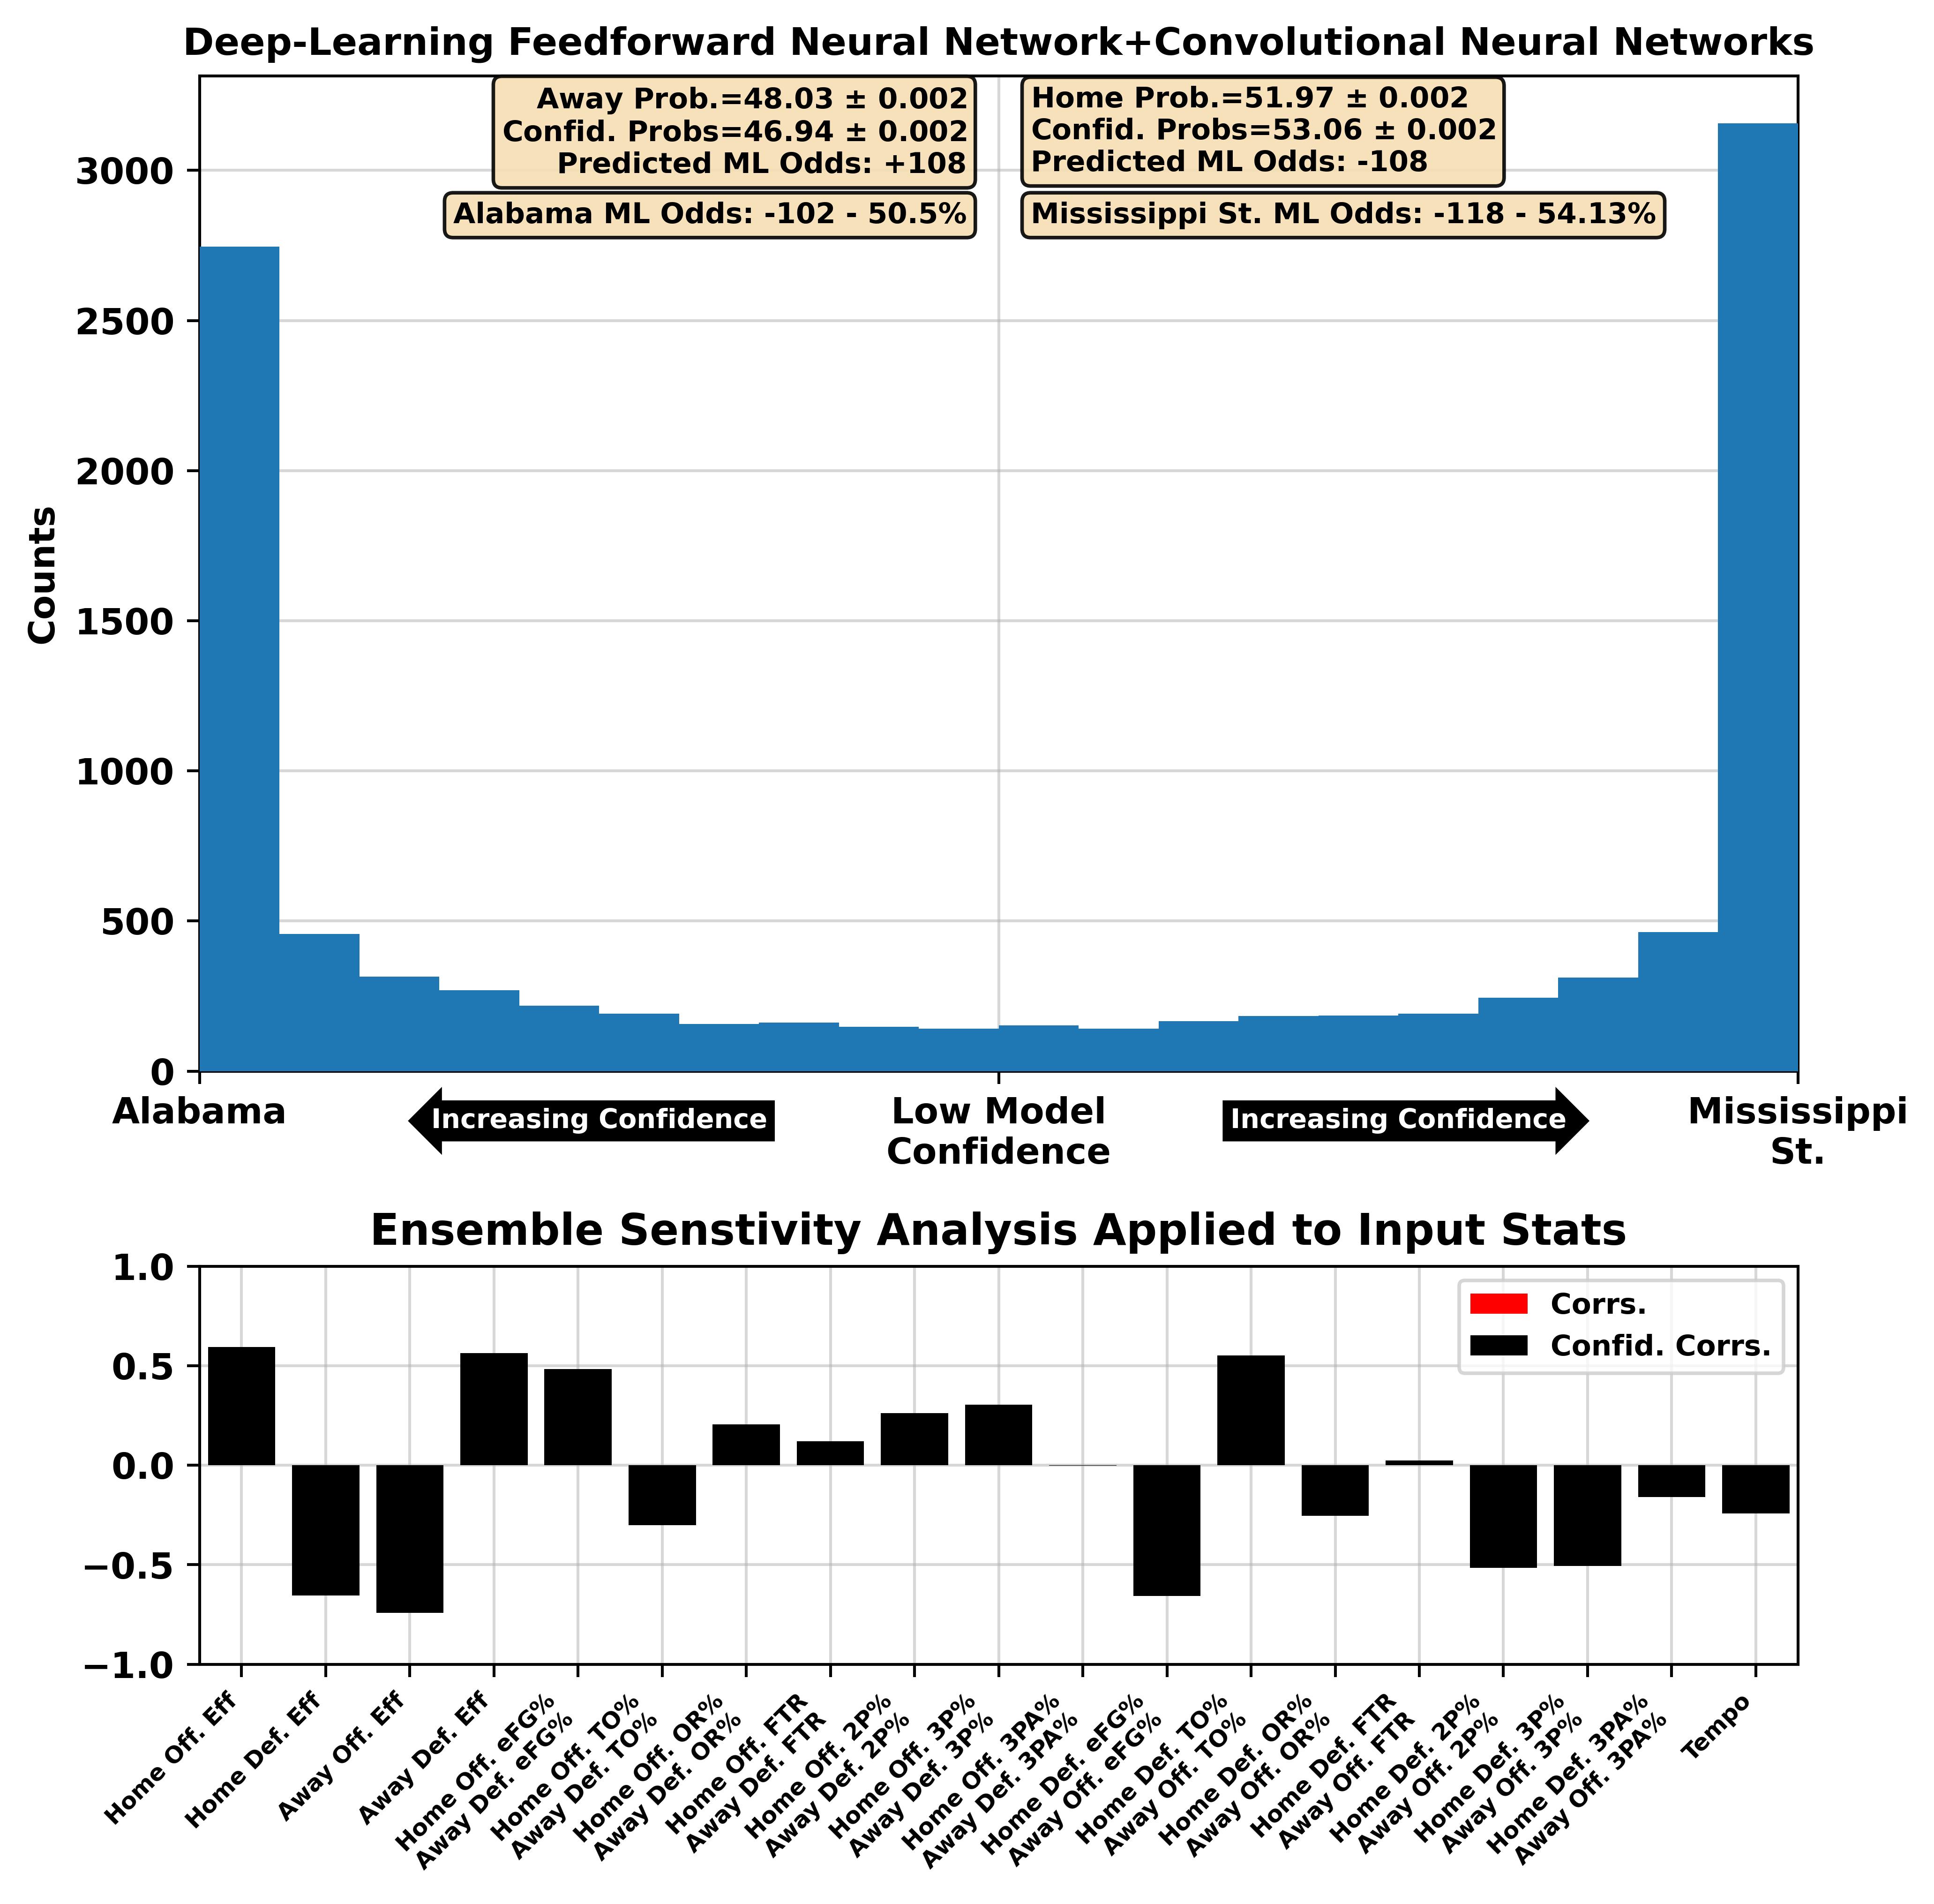 Deep-Learning Feedforward Neural Network+Convolutional Neural Networks
Away Prob.=48.03 ± 0.002
Confid. Probs=46.94 ± 0.002
Predicted ML Odds: +108
Alabama ML Odds: -102 - 50.5%
Home Prob.=51.97 ± 0.002
Confid. Probs=53.06 ± 0.002
Predicted ML Odds: -108
Mississippi St. ML Odds: -118 - 54.13%
Counts
3000
2500
2000
1500
1000
500
0
Alabama
Increasing Confidence
Low Model
Confidence
Increasing Confidence
Mississippi
St.
Ensemble Senstivity Analysis Applied to Input Stats
1.0
0.5
0.0
−0.5
−1.0
Corrs.
Confid. Corrs.
Home Off. Eff
Home Def. Eff
Away Off. Eff
Away Def. Eff
Home Off. eFG%
Away Def. eFG%
Home Off. TO%
Away Def. TO%
Home Off. OR%
Away Def. OR%
Home Off. FTR
Away Def. FTR
Home Off. 2P%
Away Def. 2P%
Home Off. 3P%
Away Def. 3P%
Home Off. 3PA%
Away Def. 3PA%
Home Def. eFG%
Away Off. eFG%
Home Def. TO%
Away Off. TO%
Home Def. OR%
Away Off. OR%
Home Def. FTR
Away Off. FTR
Home Def. 2P%
Away Off. 2P%
Home Def. 3P%
Away Off. 3P%
Home Def. 3PA%
Away Off. 3PA%
Tempo